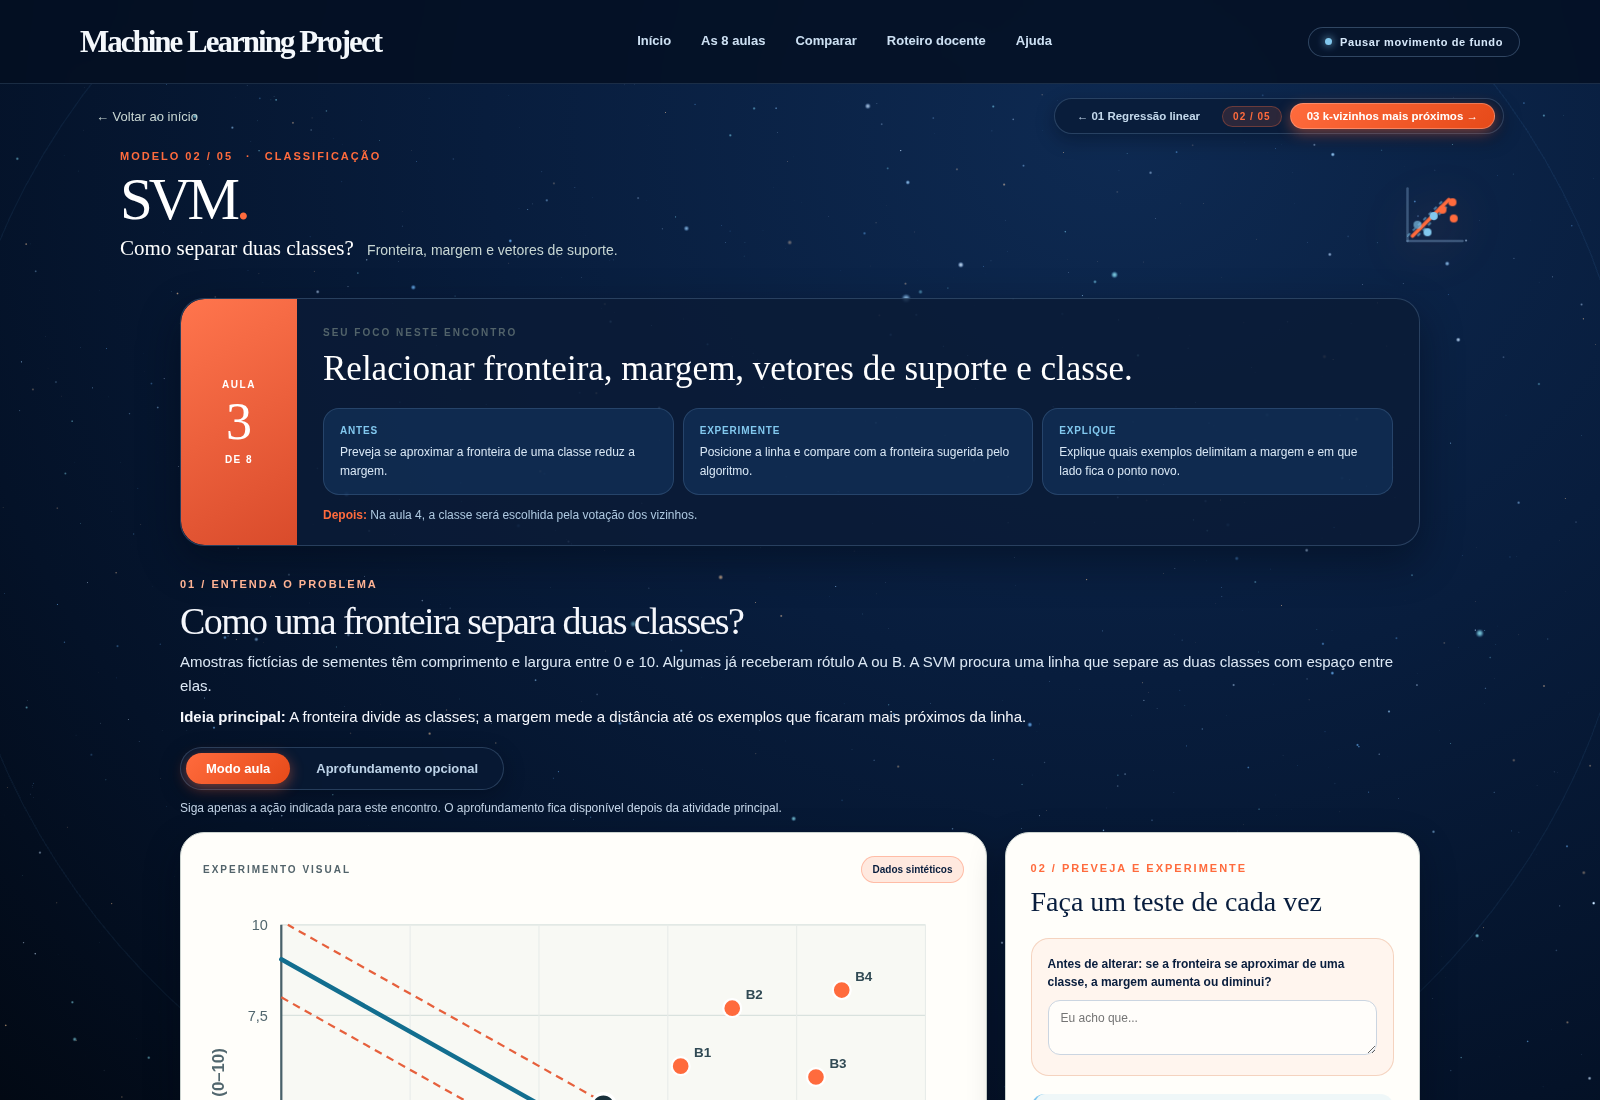 Machine Learning Project
Início
As 8 aulas
Comparar
Roteiro docente
Ajuda
Pausar movimento de fundo
← Voltar ao início
← 01 Regressão linear
02 / 05
03 k-vizinhos mais próximos →
MODELO 02 / 05 · CLASSIFICAÇÃO
SVM.
Como separar duas classes? Fronteira, margem e vetores de suporte.
AULA
3
DE 8
SEU FOCO NESTE ENCONTRO
Relacionar fronteira, margem, vetores de suporte e classe.
ANTES
Preveja se aproximar a fronteira de uma classe reduz a
margem.
EXPERIMENTE
Posicione a linha e compare com a fronteira sugerida pelo
algoritmo.
EXPLIQUE
Explique quais exemplos delimitam a margem e em que
lado fica o ponto novo.
Depois: Na aula 4, a classe será escolhida pela votação dos vizinhos.
01 / ENTENDA O PROBLEMA
Como uma fronteira separa duas classes?
Amostras fictícias de sementes têm comprimento e largura entre 0 e 10. Algumas já receberam rótulo A ou B. A SVM procura uma linha que separe as duas classes com espaço entre
elas.
Ideia principal: A fronteira divide as classes; a margem mede a distância até os exemplos que ficaram mais próximos da linha.
Modo aula
Aprofundamento opcional
Siga apenas a ação indicada para este encontro. O aprofundamento fica disponível depois da atividade principal.
EXPERIMENTO VISUAL
Dados sintéticos
10
7,5
(0–10)
B4
B2
B1
B3
02 / PREVEJA E EXPERIMENTE
Faça um teste de cada vez
Antes de alterar: se a fronteira se aproximar de uma
classe, a margem aumenta ou diminui?
Eu acho que...